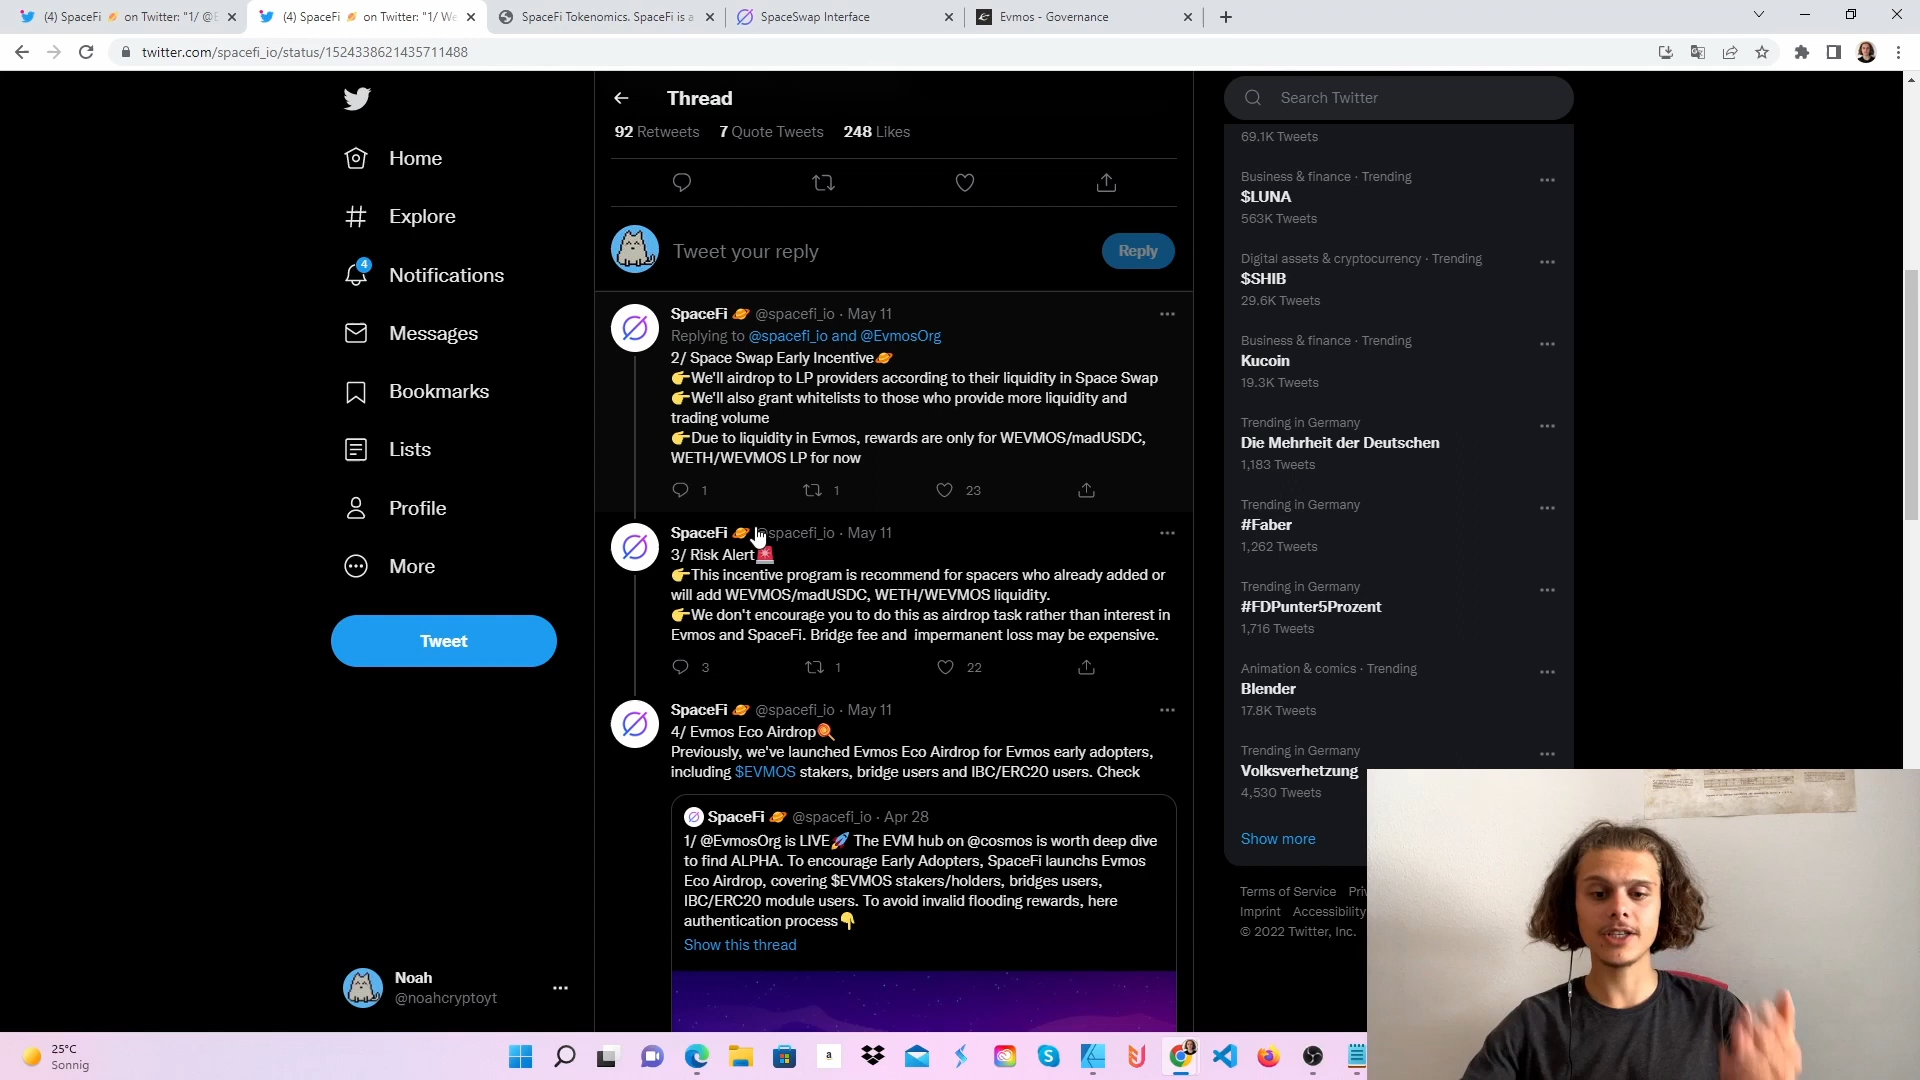 (4) SpaceFi 🪐 on Twitter: "1/ @E
(4) SpaceFi 🪐 on Twitter: "1/ We
SpaceFi Tokenomics. SpaceFi is a
SpaceSwap Interface
Evmos - Governance
twitter.com/spacefi_io/status/1524338621435711488
Thread
92 Retweets 7 Quote Tweets 248 Likes
Home
Explore
4
Notifications
Messages
Bookmarks
Lists
Profile
More
Tweet
Noah
@noahcryptoyt
Tweet your reply
Reply
SpaceFi 🪐 @spacefi_io · May 11
Replying to @spacefi_io and @EvmosOrg
2/ Space Swap Early Incentive🪐
👉We'll airdrop to LP providers according to their liquidity in Space Swap
👉We'll also grant whitelists to those who provide more liquidity and
trading volume
👉Due to liquidity in Evmos, rewards are only for WEVMOS/madUSDC,
WETH/WEVMOS LP for now
1 1 23
SpaceFi 🪐 @spacefi_io · May 11
3/ Risk Alert🚨
👉This incentive program is recommend for spacers who already added or
will add WEVMOS/madUSDC, WETH/WEVMOS liquidity.
👉We don't encourage you to do this as airdrop task rather than interest in
Evmos and SpaceFi. Bridge fee and impermanent loss may be expensive.
3 1 22
SpaceFi 🪐 @spacefi_io · May 11
4/ Evmos Eco Airdrop🍭
Previously, we've launched Evmos Eco Airdrop for Evmos early adopters,
including $EVMOS stakers, bridge users and IBC/ERC20 users. Check
SpaceFi 🪐 @spacefi_io · Apr 28
1/ @EvmosOrg is LIVE🚀 The EVM hub on @cosmos is worth deep dive
to find ALPHA. To encourage Early Adopters, SpaceFi launchs Evmos
Eco Airdrop, covering $EVMOS stakers/holders, bridges users,
IBC/ERC20 module users. To avoid invalid flooding rewards, here
authentication process👇
Show this thread
Search Twitter
69.1K Tweets
Business & finance · Trending
$LUNA
563K Tweets
Digital assets & cryptocurrency · Trending
$SHIB
29.6K Tweets
Business & finance · Trending
Kucoin
19.3K Tweets
Trending in Germany
Die Mehrheit der Deutschen
1,183 Tweets
Trending in Germany
#Faber
1,262 Tweets
Trending in Germany
#FDPunter5Prozent
1,716 Tweets
Animation & comics · Trending
Blender
17.8K Tweets
Trending in Germany
Volksverhetzung
4,530 Tweets
Show more
Terms of Service Priv
Imprint Accessibility
© 2022 Twitter, Inc.
25°C
Sonnig